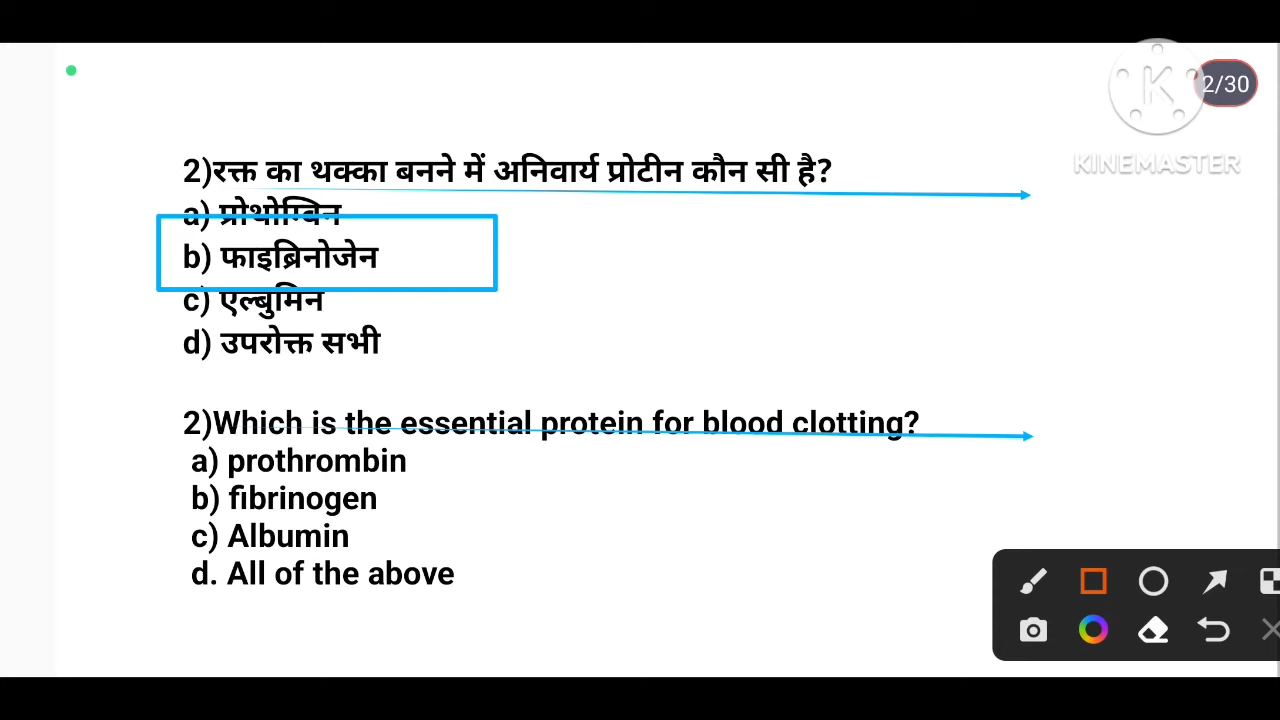 2/30
KINEMASTER
2)रक्त का थक्का बनने में अनिवार्य प्रोटीन कौन सी है?
a) प्रोथोम्बिन
b) फाइब्रिनोजेन
c) एल्बुमिन
d) उपरोक्त सभी
2)Which is the essential protein for blood clotting?
a) prothrombin
b) fibrinogen
c) Albumin
d. All of the above